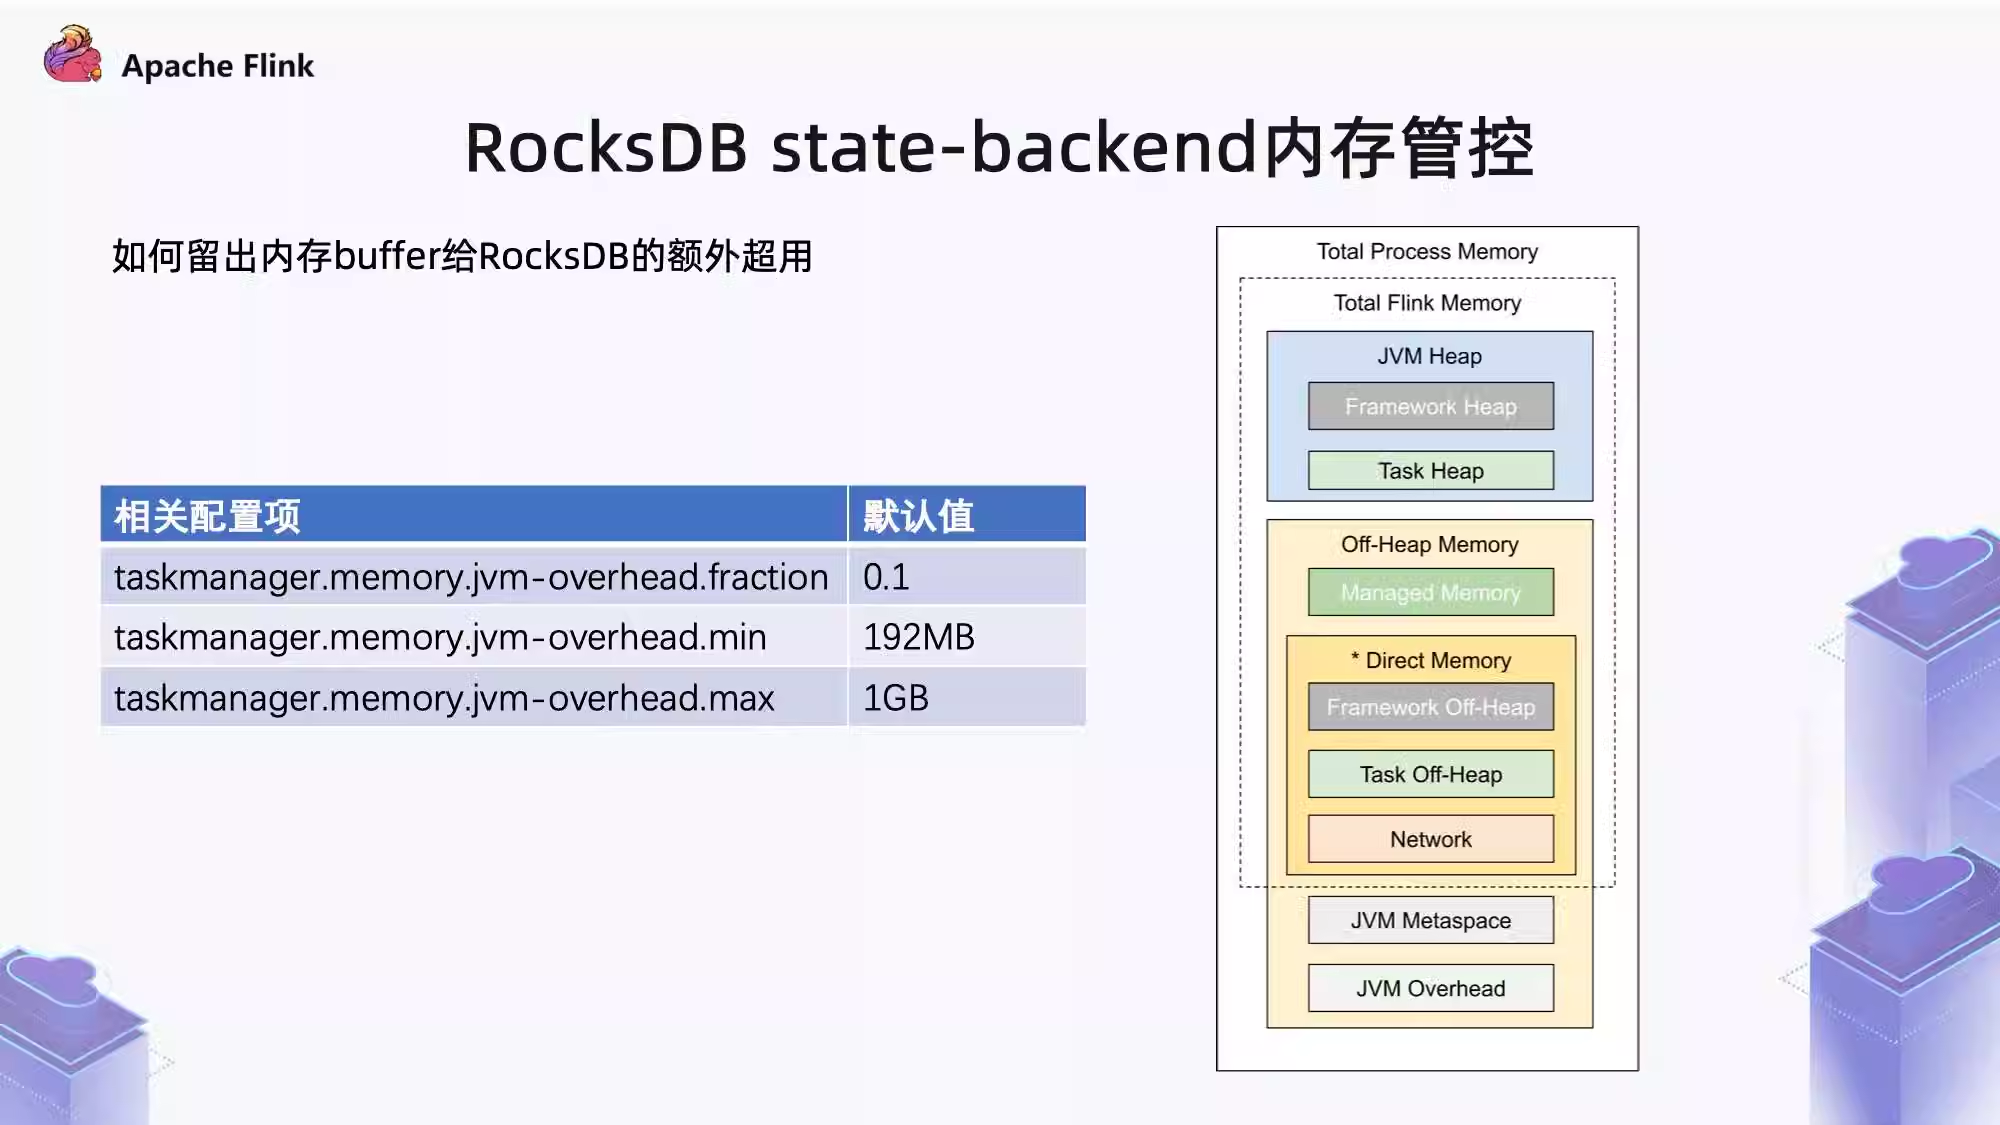 Apache Flink
RocksDB state-backend内存管控
如何留出内存buffer给RocksDB的额外超用
相关配置项 默认值
taskmanager.memory.jvm-overhead.fraction 0.1
taskmanager.memory.jvm-overhead.min 192MB
taskmanager.memory.jvm-overhead.max 1GB
Total Process Memory
Total Flink Memory
JVM Heap
Framework Heap
Task Heap
Off-Heap Memory
Managed Memory
* Direct Memory
Framework Off-Heap
Task Off-Heap
Network
JVM Metaspace
JVM Overhead